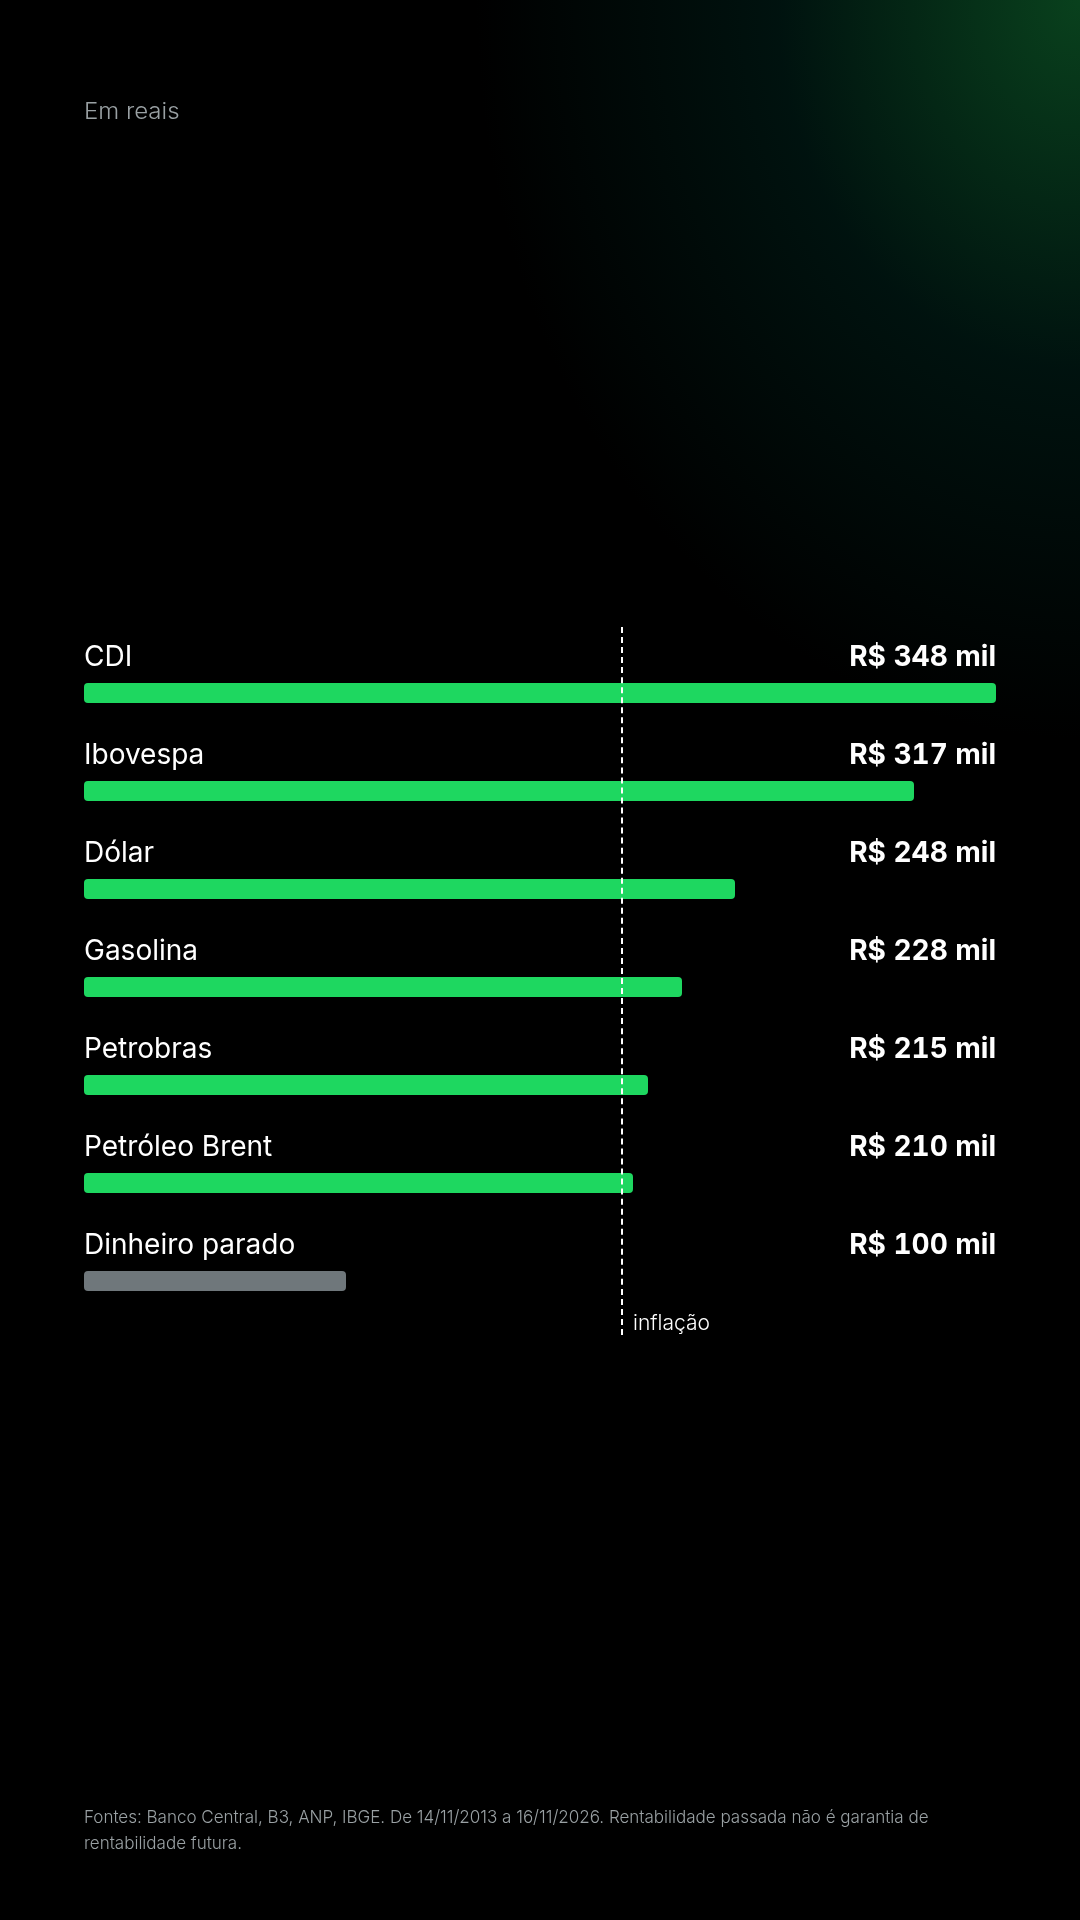 Em reais
CDI R$ 348 mil
Ibovespa R$ 317 mil
Dólar R$ 248 mil
Gasolina R$ 228 mil
Petrobras R$ 215 mil
Petróleo Brent R$ 210 mil
Dinheiro parado R$ 100 mil
inflação
Fontes: Banco Central, B3, ANP, IBGE. De 14/11/2013 a 16/11/2026. Rentabilidade passada não é garantia de
rentabilidade futura.